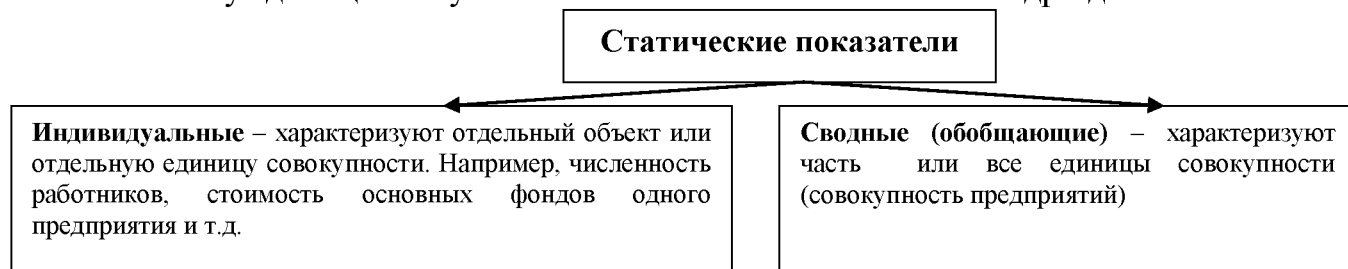 Статические показатели
Индивидуальные – характеризуют отдельный объект или
отдельную единицу совокупности. Например, численность
работников, стоимость основных фондов одного
предприятия и т.д.
Сводные (обобщающие) – характеризуют
часть или все единицы совокупности
(совокупность предприятий)